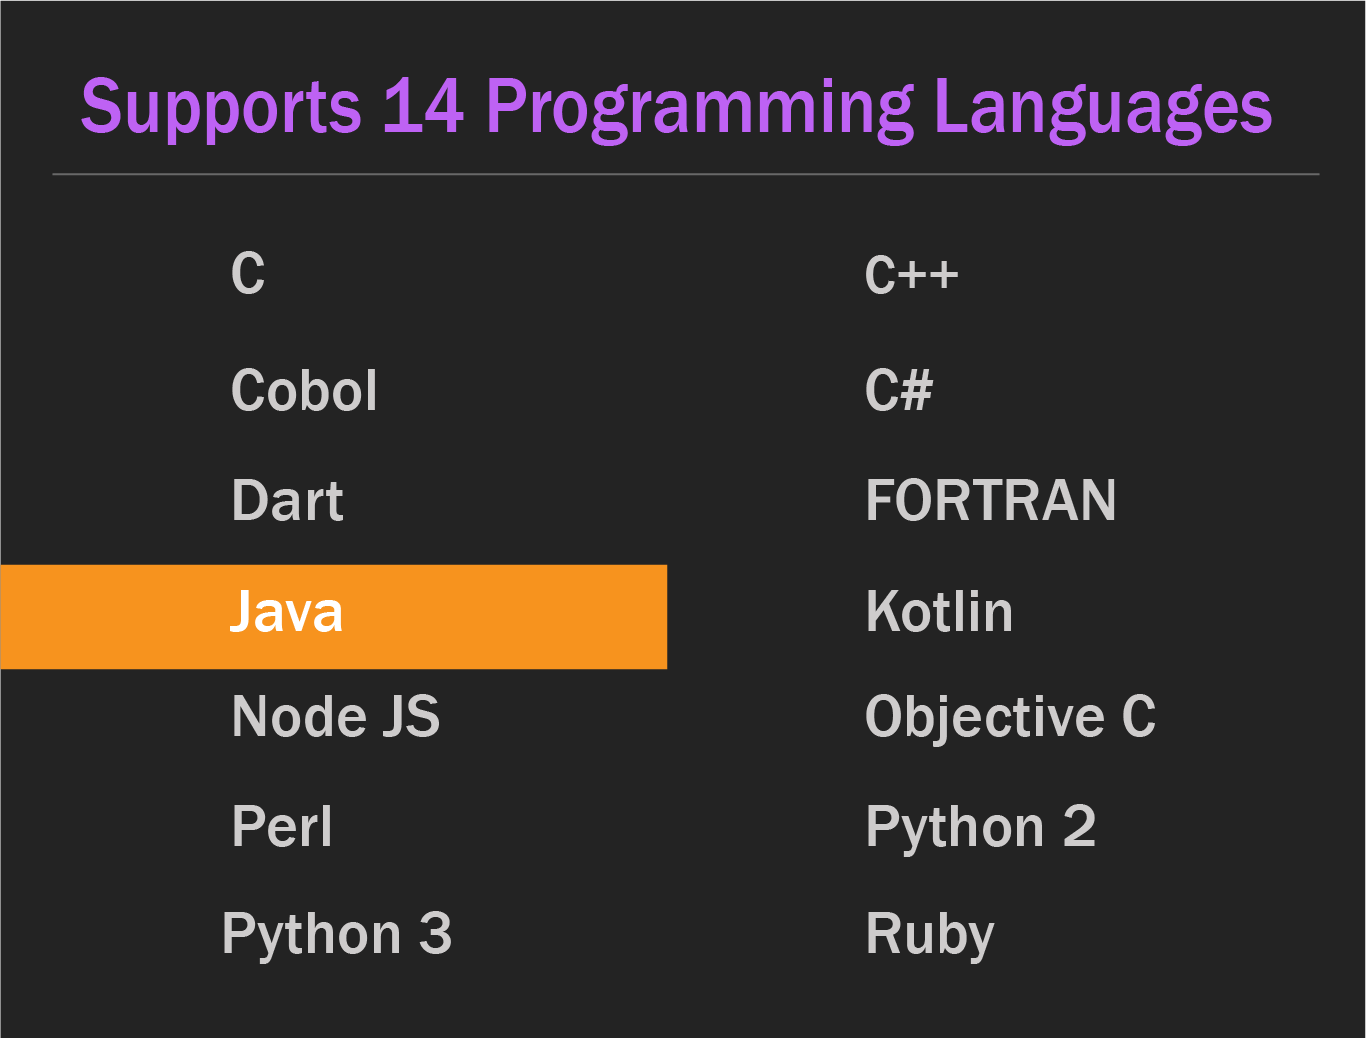 Supports 14 Programming Languages
C
C++
Cobol
C#
Dart
FORTRAN
Java
Kotlin
Node JS
Objective C
Perl
Python 2
Python 3
Ruby